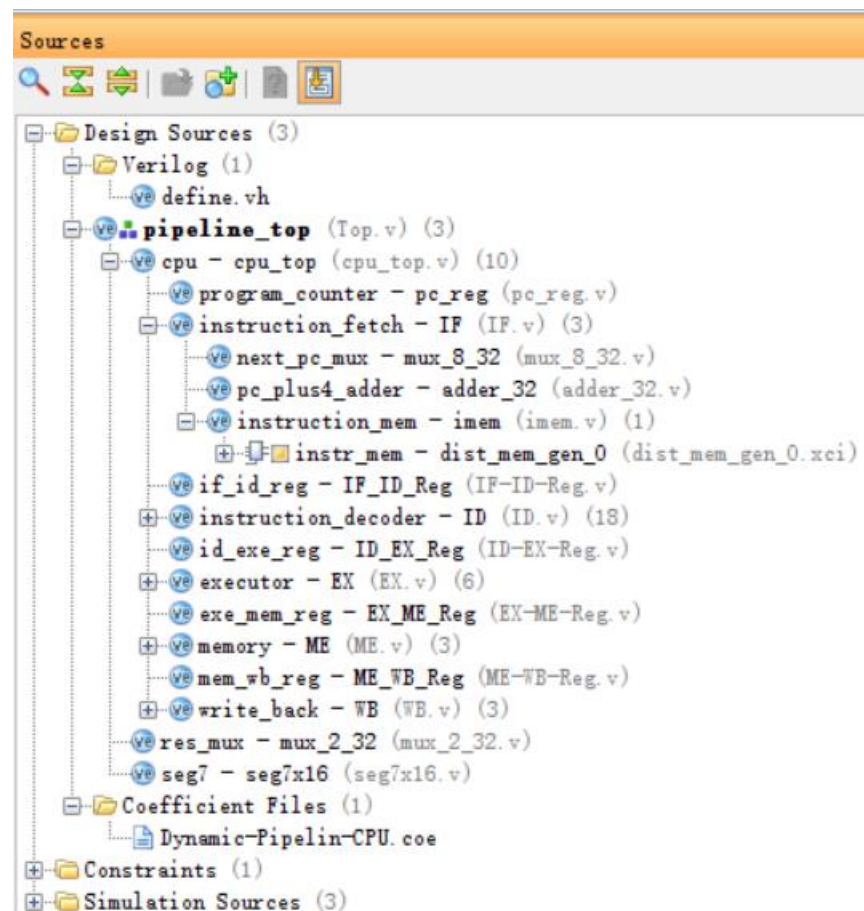 Sources
Design Sources (3)
Verilog (1)
define.vh
pipeline_top (Top.v) (3)
cpu - cpu_top (cpu_top.v) (10)
program_counter - pc_reg (pc_reg.v)
instruction_fetch - IF (IF.v) (3)
next_pc_mux - mux_8_32 (mux_8_32.v)
pc_plus4_adder - adder_32 (adder_32.v)
instruction_mem - imem (imem.v) (1)
instr_mem - dist_mem_gen_0 (dist_mem_gen_0.xci)
if_id_reg - IF_ID_Reg (IF-ID-Reg.v)
instruction_decoder - ID (ID.v) (18)
id_exe_reg - ID_EX_Reg (ID-EX-Reg.v)
executor - EX (EX.v) (6)
exe_mem_reg - EX_ME_Reg (EX-ME-Reg.v)
memory - ME (ME.v) (3)
mem_wb_reg - ME_WB_Reg (ME-WB-Reg.v)
write_back - WB (WB.v) (3)
res_mux - mux_2_32 (mux_2_32.v)
seg7 - seg7x16 (seg7x16.v)
Coefficient Files (1)
Dynamic-Pipelin-CPU.coe
Constraints (1)
Simulation Sources (3)